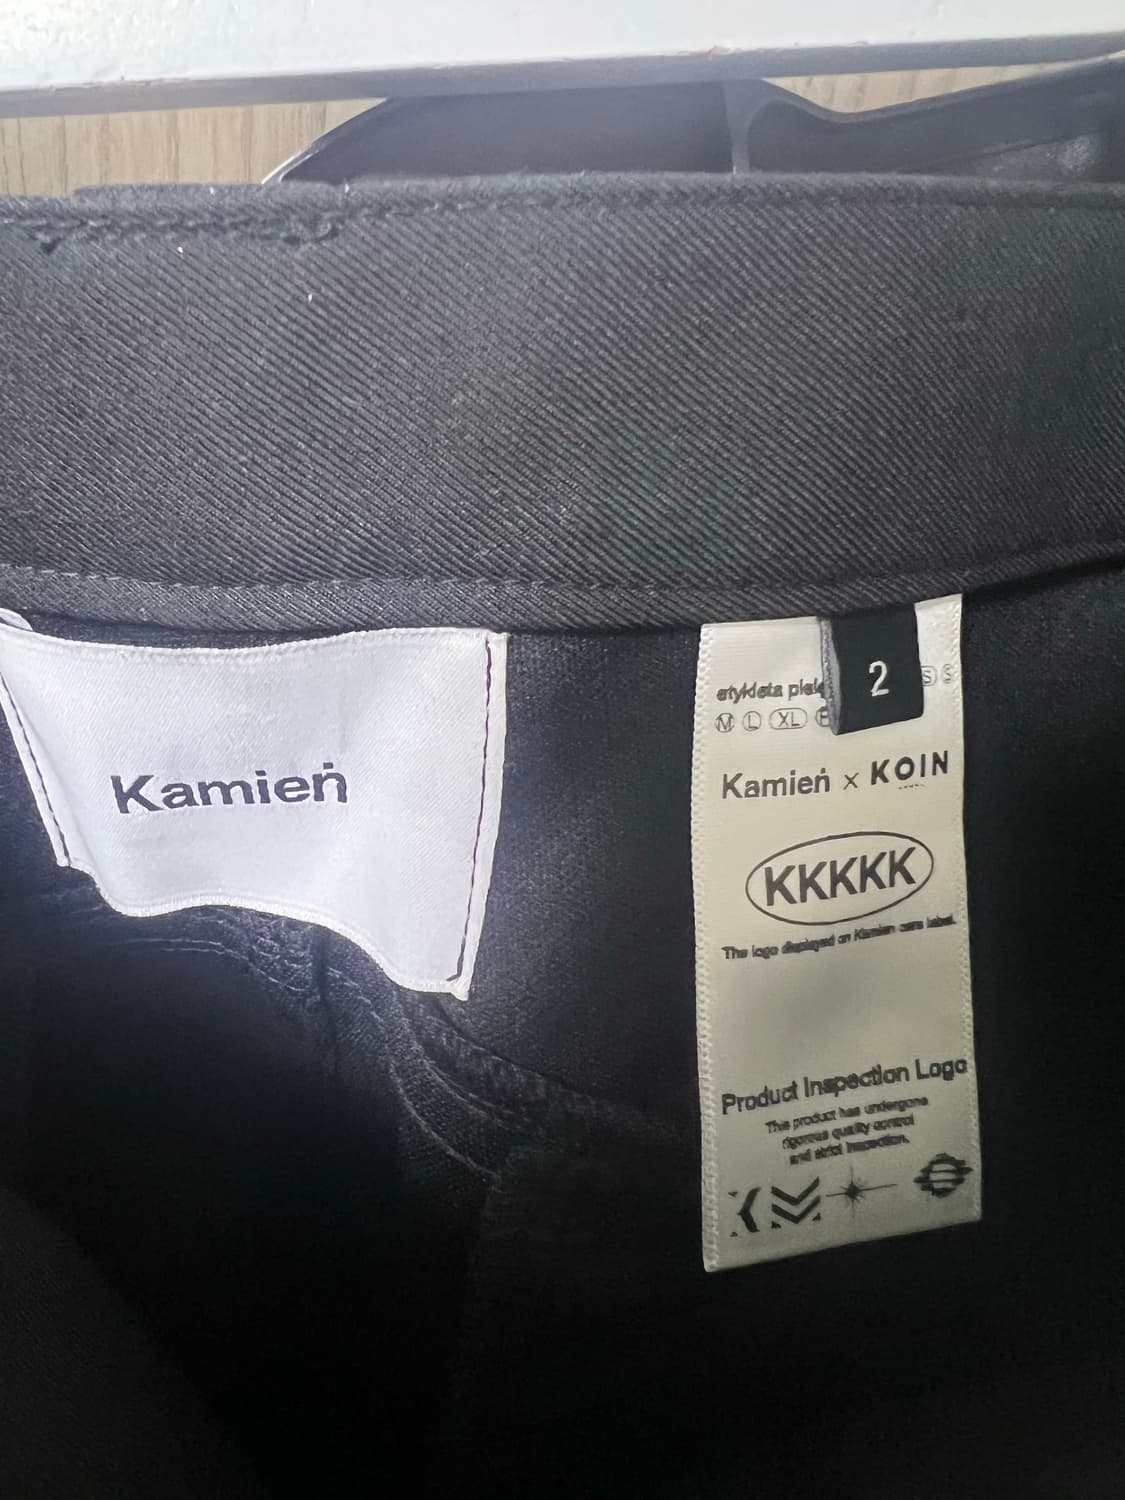 Kamień
2
etykieta
S S
M L XL
Kamień x KOIN
KKKKK
The logo displayed on Kamien care label.
Product Inspection Logo
This product has undergone
rigorous quality control
and strict inspection.